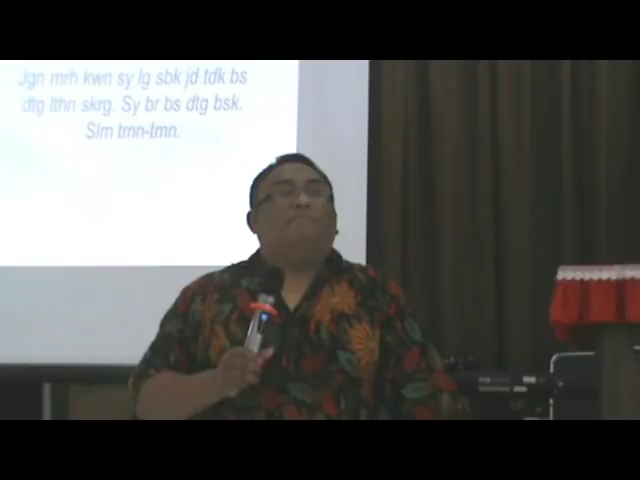 Jgn mrh kwn sy lg sbk jd tdk bs
dtg lthn skrg. Sy br bs dtg bsk.
Slm tmn-tmn.